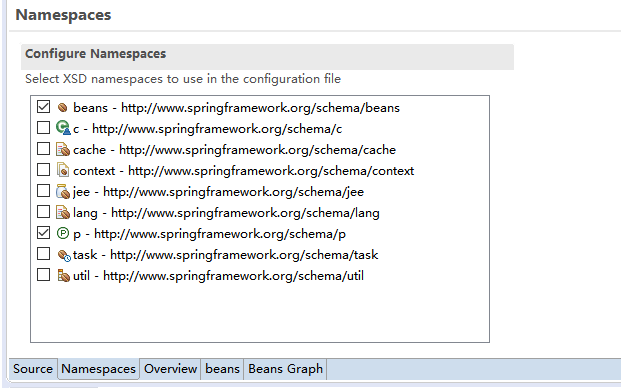 Namespaces
Configure Namespaces
Select XSD namespaces to use in the configuration file
beans - http://www.springframework.org/schema/beans
c - http://www.springframework.org/schema/c
cache - http://www.springframework.org/schema/cache
context - http://www.springframework.org/schema/context
jee - http://www.springframework.org/schema/jee
lang - http://www.springframework.org/schema/lang
p - http://www.springframework.org/schema/p
task - http://www.springframework.org/schema/task
util - http://www.springframework.org/schema/util
Source Namespaces Overview beans Beans Graph